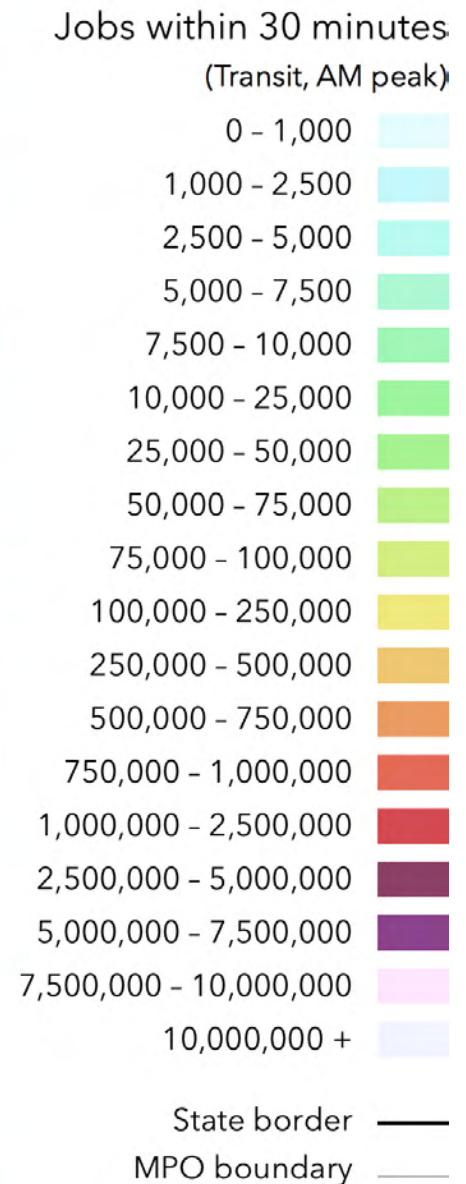 Jobs within 30 minutes
(Transit, AM peak)
0 – 1,000
1,000 – 2,500
2,500 – 5,000
5,000 – 7,500
7,500 – 10,000
10,000 – 25,000
25,000 – 50,000
50,000 – 75,000
75,000 – 100,000
100,000 – 250,000
250,000 – 500,000
500,000 – 750,000
750,000 – 1,000,000
1,000,000 – 2,500,000
2,500,000 – 5,000,000
5,000,000 – 7,500,000
7,500,000 – 10,000,000
10,000,000 +
State border
MPO boundary